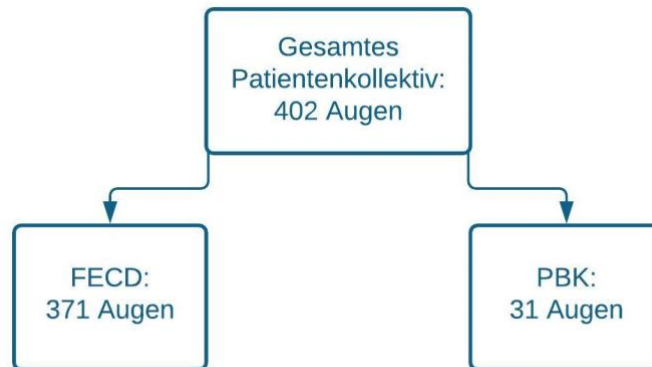 Gesamtes
Patientenkollektiv:
402 Augen
FECD:
371 Augen
PBK:
31 Augen